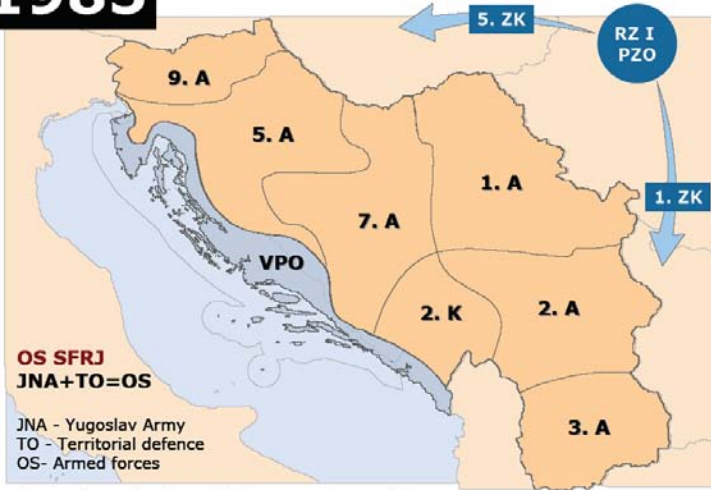 1985
5. ZK
RZ I
PZO
9. A
5. A
1. A
7. A
1. ZK
VPO
2. K
2. A
OS SFRJ
JNA+TO=OS
3. A
JNA - Yugoslav Army
TO - Territorial defence
OS- Armed forces